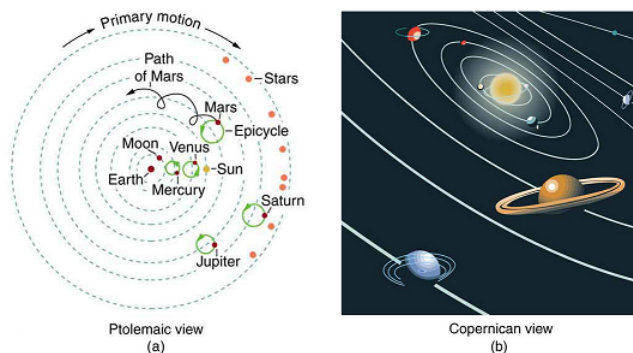 Primary motion
Path
of Mars
Stars
Mars
Epicycle
Moon
Venus
Sun
Earth
Mercury
Saturn
Jupiter
Ptolemaic view
(a)
Copernican view
(b)